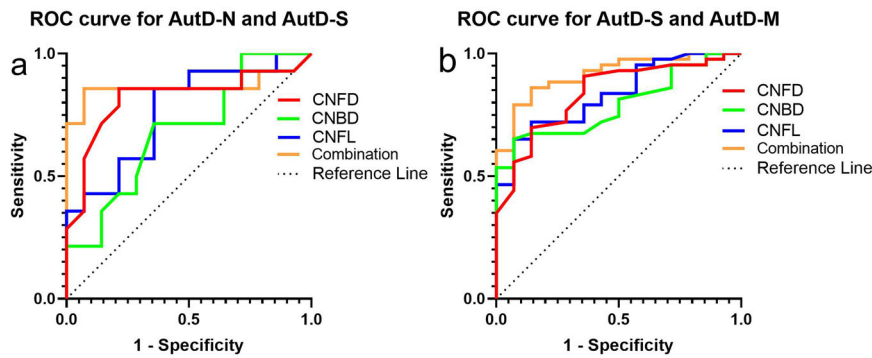 ROC curve for AutD-N and AutD-S
a
1.0
0.5
0.0
Sensitivity
0.0 0.5 1.0
1 - Specificity
CNFD
CNBD
CNFL
Combination
Reference Line
ROC curve for AutD-S and AutD-M
b
1.0
0.5
0.0
Sensitivity
0.0 0.5 1.0
1 - Specificity
CNFD
CNBD
CNFL
Combination
Reference Line